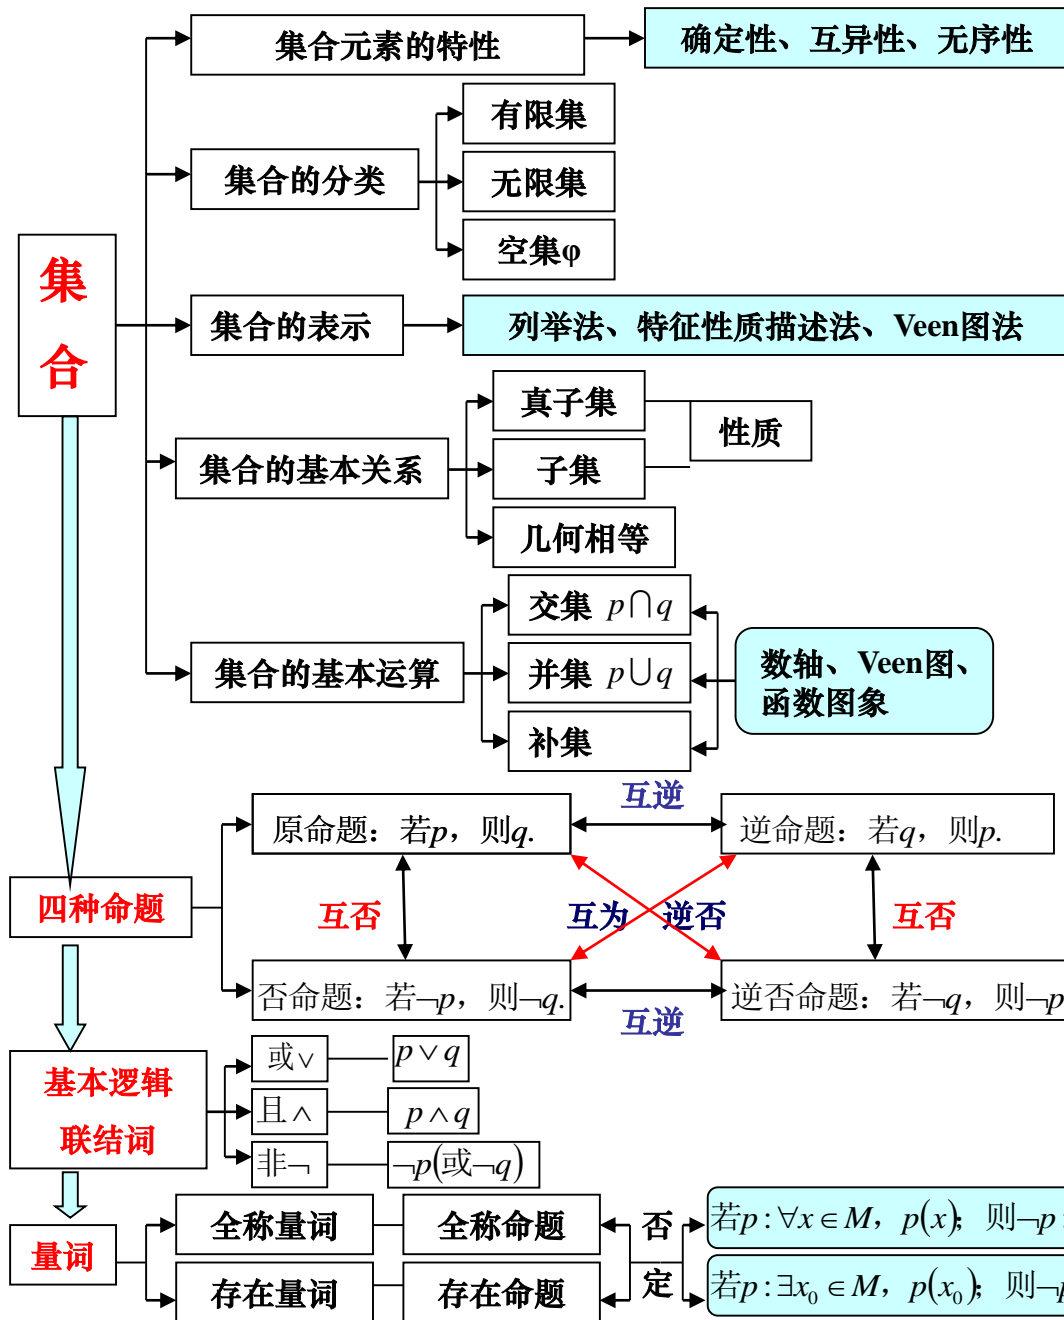 集合元素的特性
确定性、互异性、无序性
有限集
集合的分类
无限集
空集φ
集
合
集合的表示
列举法、特征性质描述法、Veen图法
真子集
性质
集合的基本关系
子集
几何相等
交集 p⋂q
集合的基本运算
并集 p⋃q
数轴、Veen图、
函数图象
补集
互逆
原命题：若p，则q.
逆命题：若q，则p.
四种命题
互否
互为 逆否
互否
否命题：若¬p，则¬q.
逆否命题：若¬q，则¬p
互逆
基本逻辑
联结词
或∨
p∨q
且∧
p∧q
非¬
¬p(或¬q)
量词
全称量词
全称命题
否
定
若p:∀x∈M，p(x)；则¬p:
存在量词
存在命题
若p:∃x₀∈M，p(x₀)；则¬p